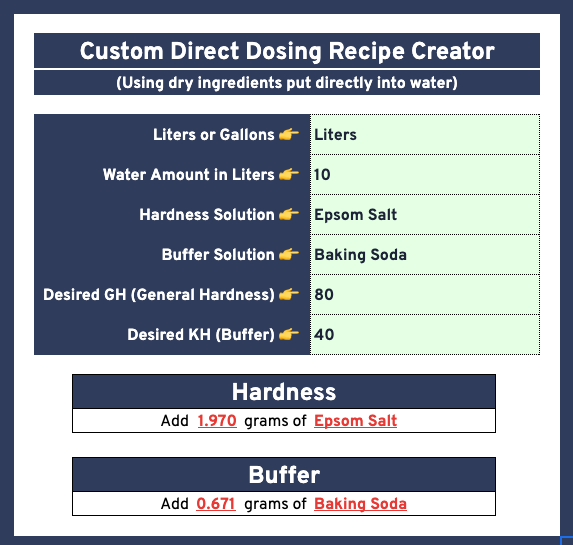 Custom Direct Dosing Recipe Creator
(Using dry ingredients put directly into water)
Liters or Gallons 👉 Liters
Water Amount in Liters 👉 10
Hardness Solution 👉 Epsom Salt
Buffer Solution 👉 Baking Soda
Desired GH (General Hardness) 👉 80
Desired KH (Buffer) 👉 40
Hardness
Add 1.970 grams of Epsom Salt
Buffer
Add 0.671 grams of Baking Soda